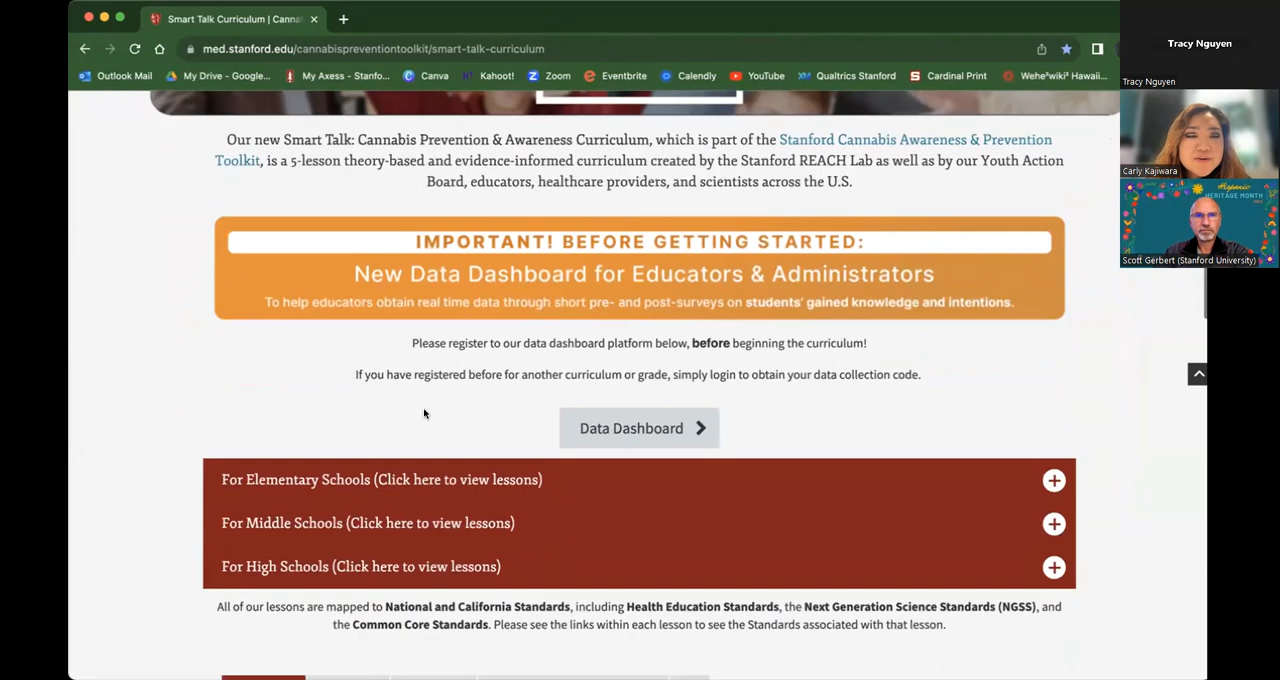 Smart Talk Curriculum | Canna
med.stanford.edu/cannabispreventiontoolkit/smart-talk-curriculum
Outlook Mail
My Drive - Google...
My Axess - Stanfo...
Canva
Kahoot!
Zoom
Eventbrite
Calendly
YouTube
Qualtrics Stanford
Cardinal Print
Wehe²wiki² Hawaii...
Tracy Nguyen
Tracy Nguyen
Carly Kajiwara
Hispanic
HERITAGE MONTH
Scott Gerbert (Stanford University)
Our new Smart Talk: Cannabis Prevention & Awareness Curriculum, which is part of the Stanford Cannabis Awareness & Prevention
Toolkit, is a 5-lesson theory-based and evidence-informed curriculum created by the Stanford REACH Lab as well as by our Youth Action
Board, educators, healthcare providers, and scientists across the U.S.
IMPORTANT! BEFORE GETTING STARTED:
New Data Dashboard for Educators & Administrators
To help educators obtain real time data through short pre- and post-surveys on students' gained knowledge and intentions.
Please register to our data dashboard platform below, before beginning the curriculum!
If you have registered before for another curriculum or grade, simply login to obtain your data collection code.
Data Dashboard
For Elementary Schools (Click here to view lessons)
For Middle Schools (Click here to view lessons)
For High Schools (Click here to view lessons)
All of our lessons are mapped to National and California Standards, including Health Education Standards, the Next Generation Science Standards (NGSS), and
the Common Core Standards. Please see the links within each lesson to see the Standards associated with that lesson.